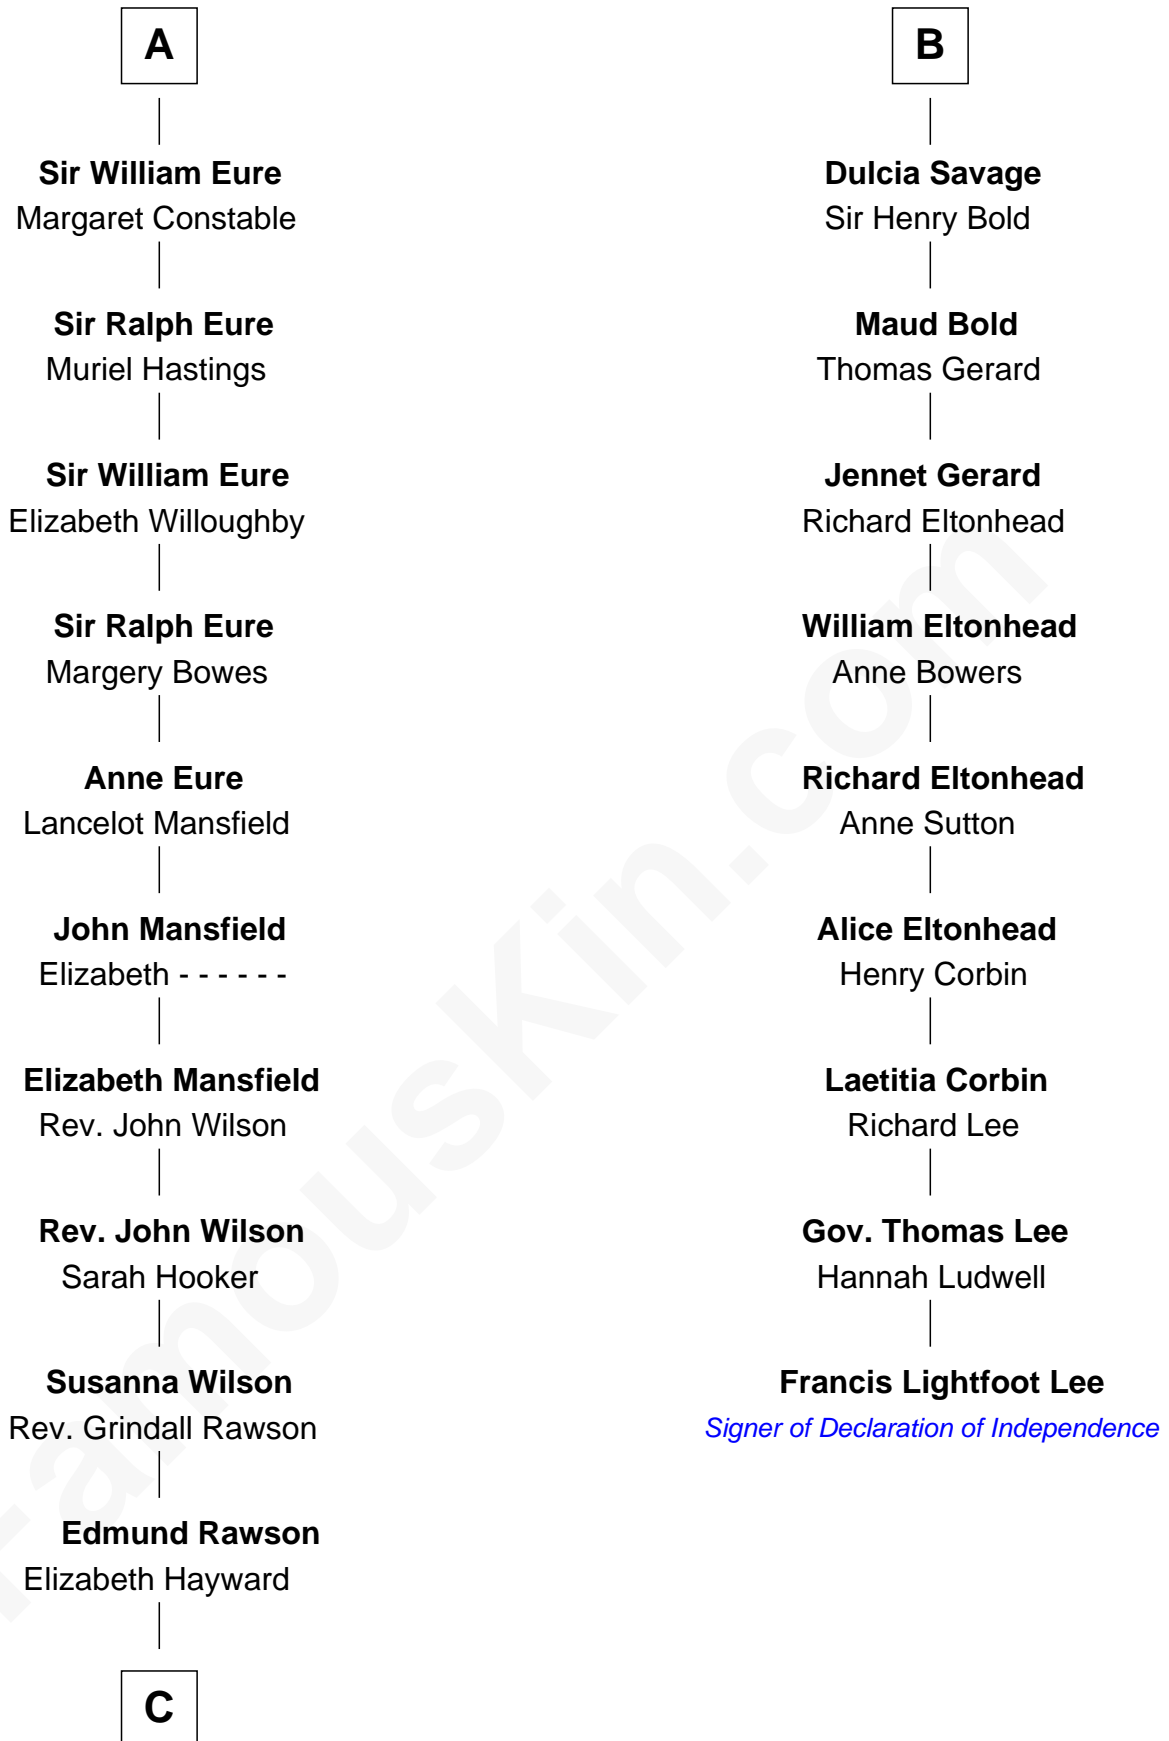 A
Sir William Eure
Margaret Constable
Sir Ralph Eure
Muriel Hastings
Sir William Eure
Elizabeth Willoughby
Sir Ralph Eure
Margery Bowes
Anne Eure
Lancelot Mansfield
John Mansfield
Elizabeth - - - - - -
Elizabeth Mansfield
Rev. John Wilson
Rev. John Wilson
Sarah Hooker
Susanna Wilson
Rev. Grindall Rawson
Edmund Rawson
Elizabeth Hayward
C
B
Dulcia Savage
Sir Henry Bold
Maud Bold
Thomas Gerard
Jennet Gerard
Richard Eltonhead
William Eltonhead
Anne Bowers
Richard Eltonhead
Anne Sutton
Alice Eltonhead
Henry Corbin
Laetitia Corbin
Richard Lee
Gov. Thomas Lee
Hannah Ludwell
Francis Lightfoot Lee
Signer of Declaration of Independence
FamousKin.com